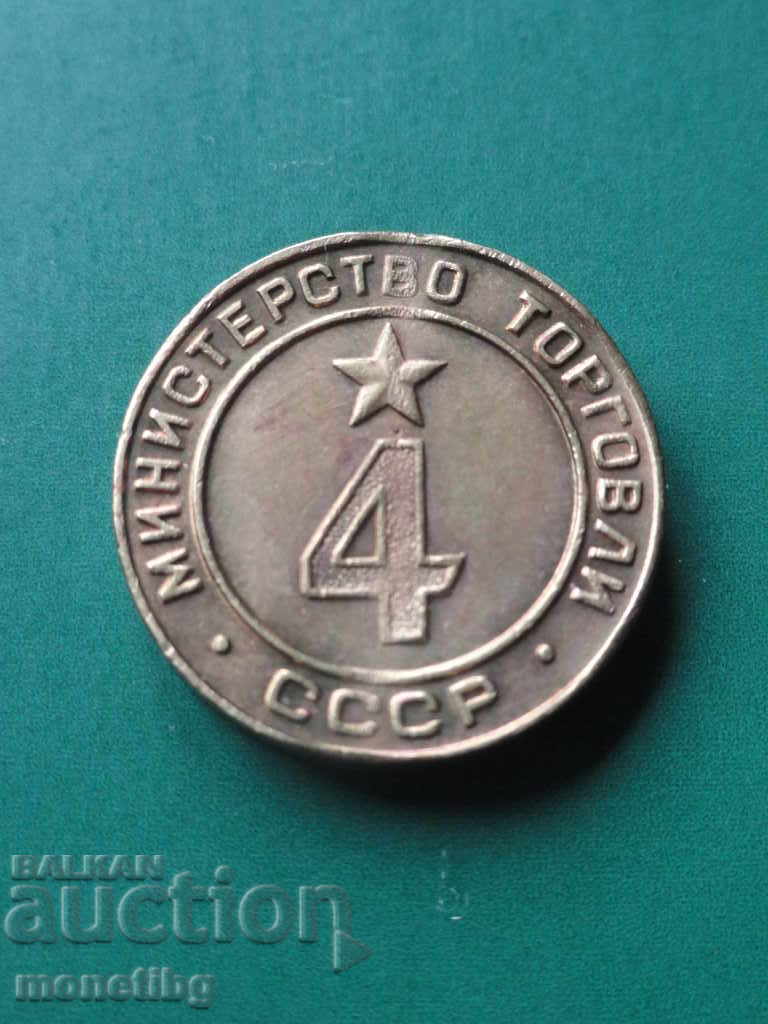 МИНИСТЕРСТВО ТОРГОВЛИ
· СССР ·
4
BALKAN
auction
monetibg